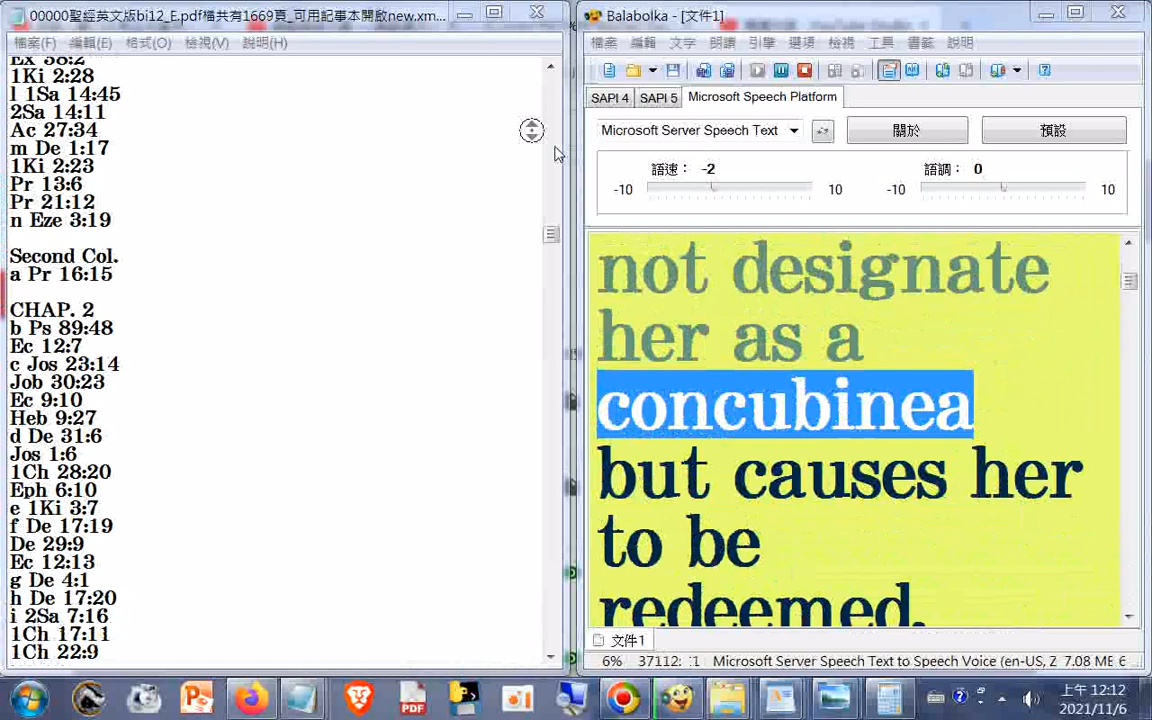 00000聖經英文版bi12_E.pdf檔共有1669頁_可用記事本開啟new.xm...
檔案(F) 編輯(E) 格式(O) 檢視(V) 說明(H)
Ex 38:2
1Ki 2:28
l 1Sa 14:45
2Sa 14:11
Ac 27:34
m De 1:17
1Ki 2:23
Pr 13:6
Pr 21:12
n Eze 3:19
Second Col.
a Pr 16:15
CHAP. 2
b Ps 89:48
Ec 12:7
c Jos 23:14
Job 30:23
Ec 9:10
Heb 9:27
d De 31:6
Jos 1:6
1Ch 28:20
Eph 6:10
e 1Ki 3:7
f De 17:19
De 29:9
Ec 12:13
g De 4:1
h De 17:20
i 2Sa 7:16
1Ch 17:11
1Ch 22:9
Balabolka - [文件1]
檔案 編輯 文字 朗讀 引擎 選項 檢視 工具 書籤 說明
SAPI 4 SAPI 5 Microsoft Speech Platform
Microsoft Server Speech Text 關於 預設
語速： -2 語調： 0
-10 10 -10 10
not designate
her as a
concubinea
but causes her
to be
redeemed.
文件1
6% 37112: :1 Microsoft Server Speech Text to Speech Voice (en-US, Z 7.08 MB 6
PDF
上午 12:12
2021/11/6